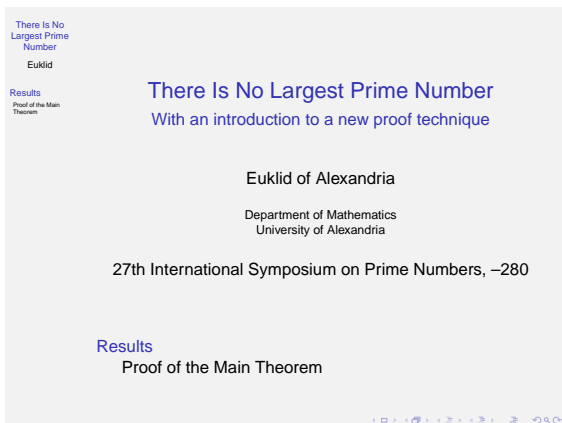 There Is No
Largest Prime
Number
Euklid
Results
Proof of the Main
Theorem
There Is No Largest Prime Number
With an introduction to a new proof technique
Euklid of Alexandria
Department of Mathematics
University of Alexandria
27th International Symposium on Prime Numbers, –280
Results
Proof of the Main Theorem